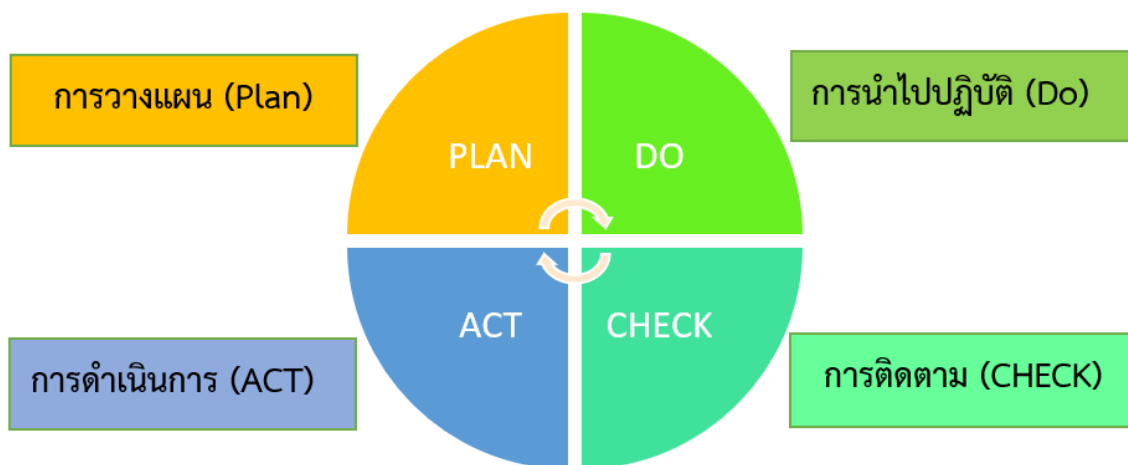 การวางแผน (Plan)
การนำไปปฏิบัติ (Do)
PLAN
DO
ACT
CHECK
การดำเนินการ (ACT)
การติดตาม (CHECK)